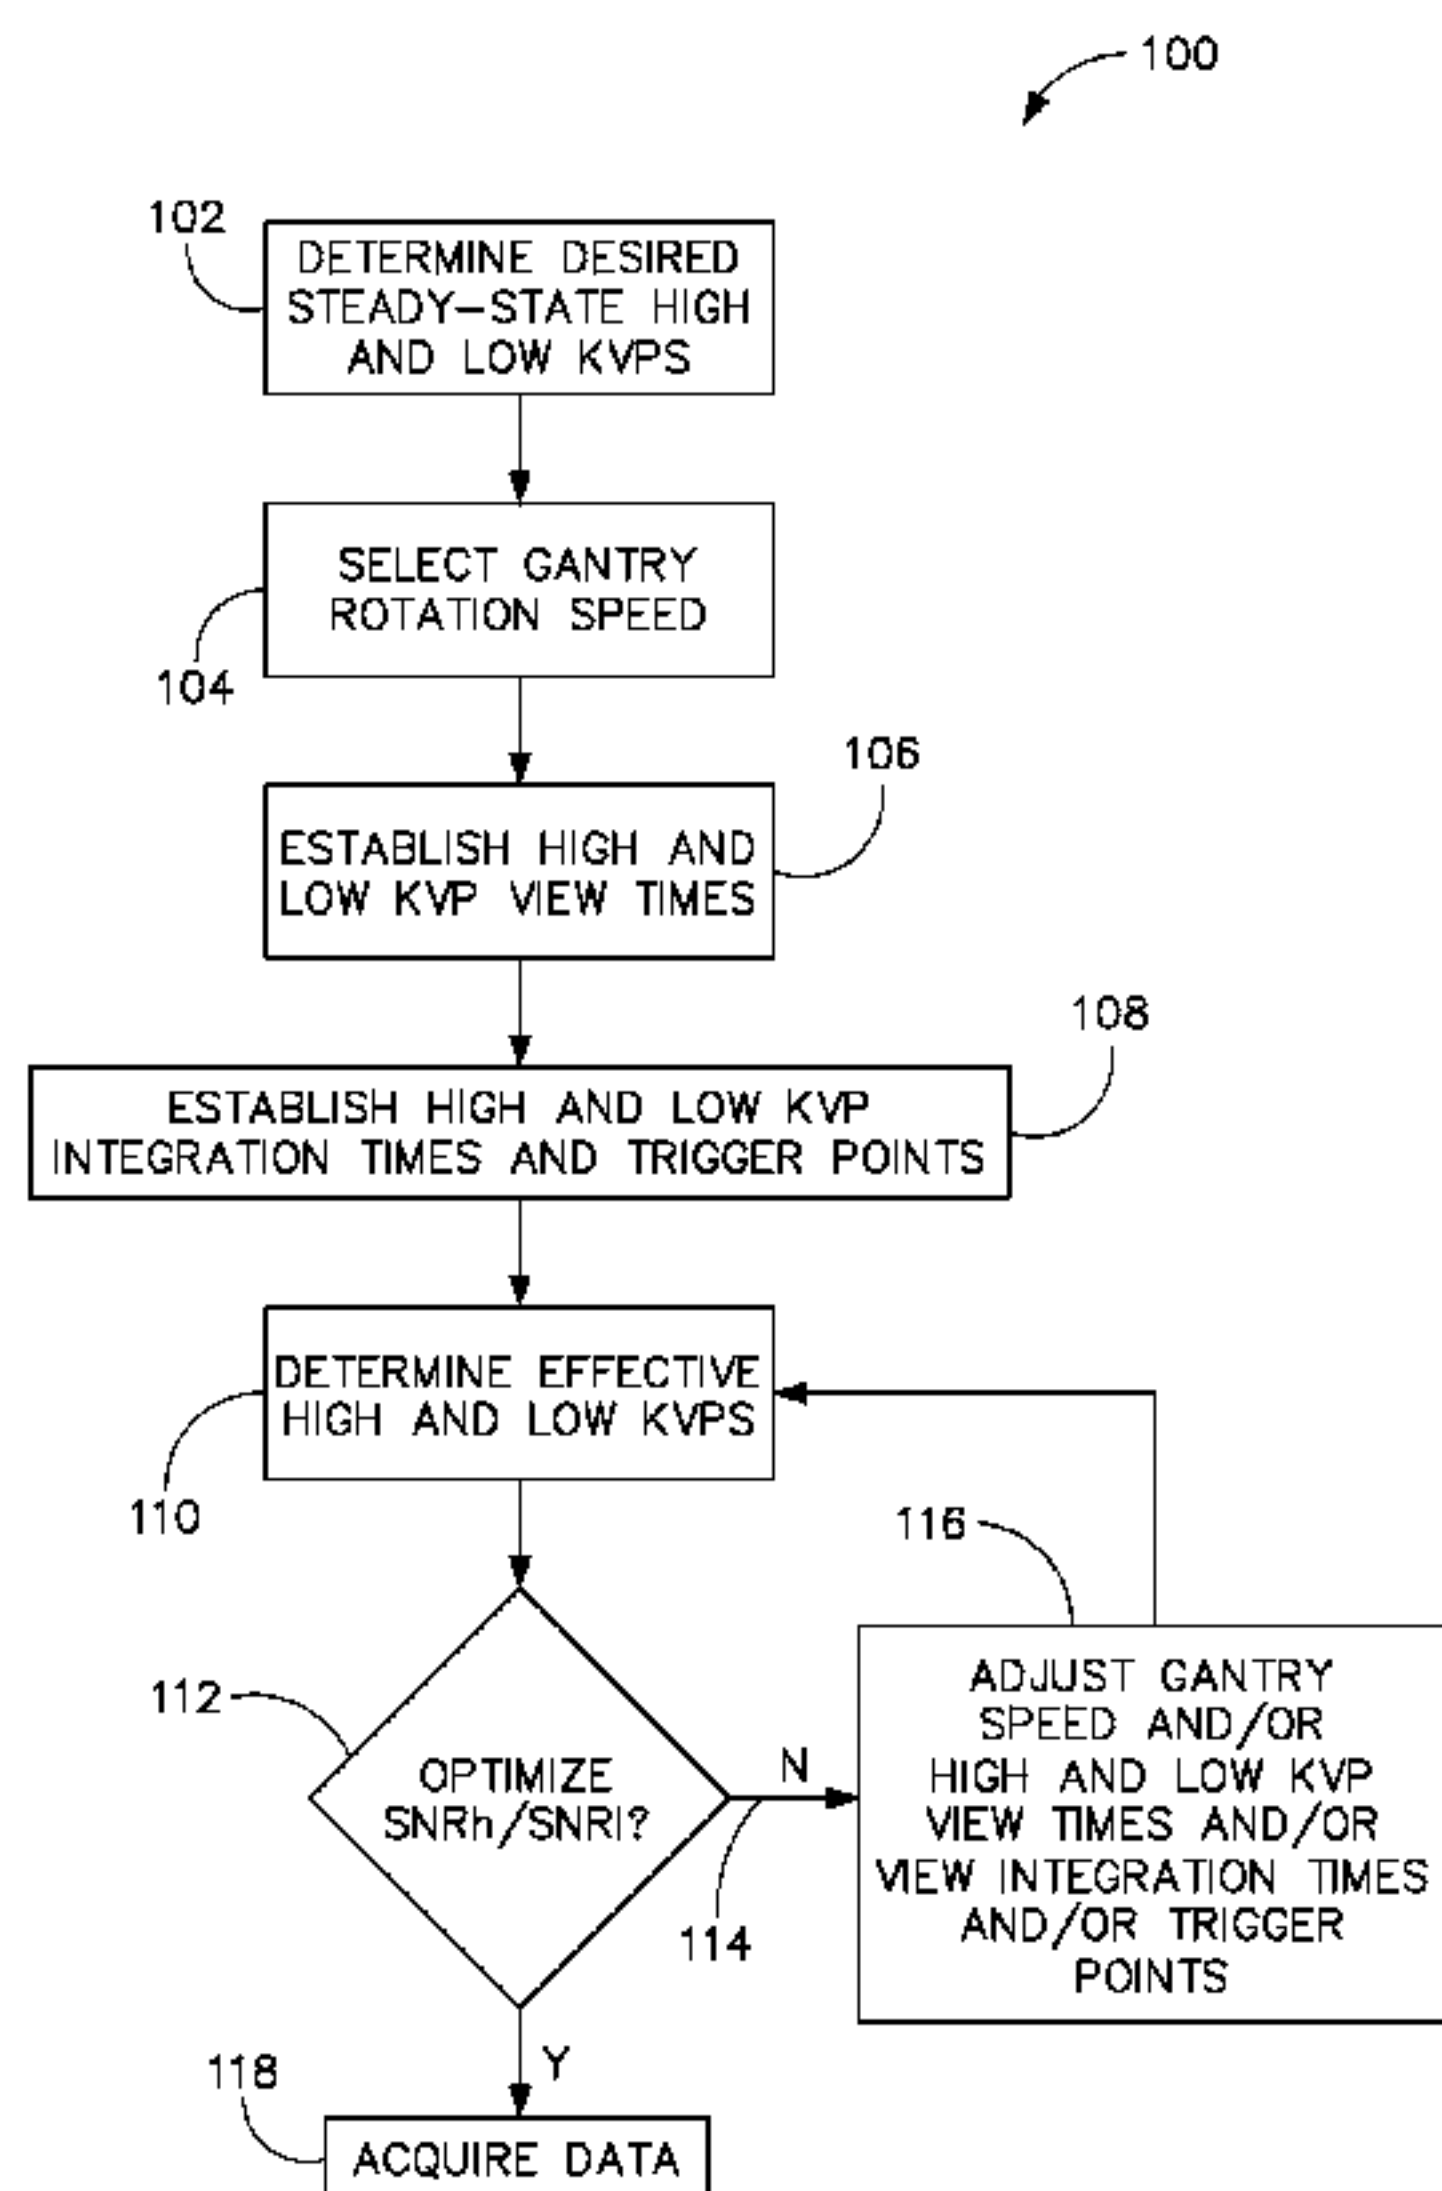 100
102
DETERMINE DESIRED
STEADY-STATE HIGH
AND LOW KVPS
SELECT GANTRY
ROTATION SPEED
104
106
ESTABLISH HIGH AND
LOW KVP VIEW TIMES
108
ESTABLISH HIGH AND LOW KVP
INTEGRATION TIMES AND TRIGGER POINTS
DETERMINE EFFECTIVE
HIGH AND LOW KVPS
110
116
112
OPTIMIZE
SNRh/SNRl?
N
114
ADJUST GANTRY
SPEED AND/OR
HIGH AND LOW KVP
VIEW TIMES AND/OR
VIEW INTEGRATION TIMES
AND/OR TRIGGER
POINTS
Y
118
ACQUIRE DATA